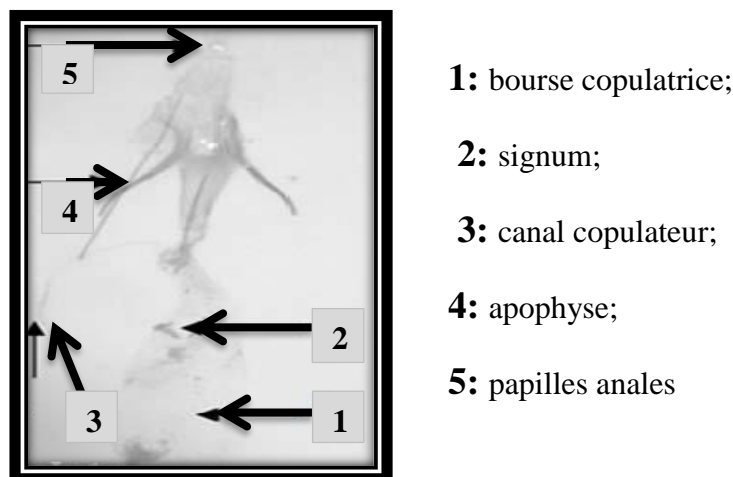 5
4
3
2
1
1: bourse copulatrice;
2: signum;
3: canal copulateur;
4: apophyse;
5: papilles anales